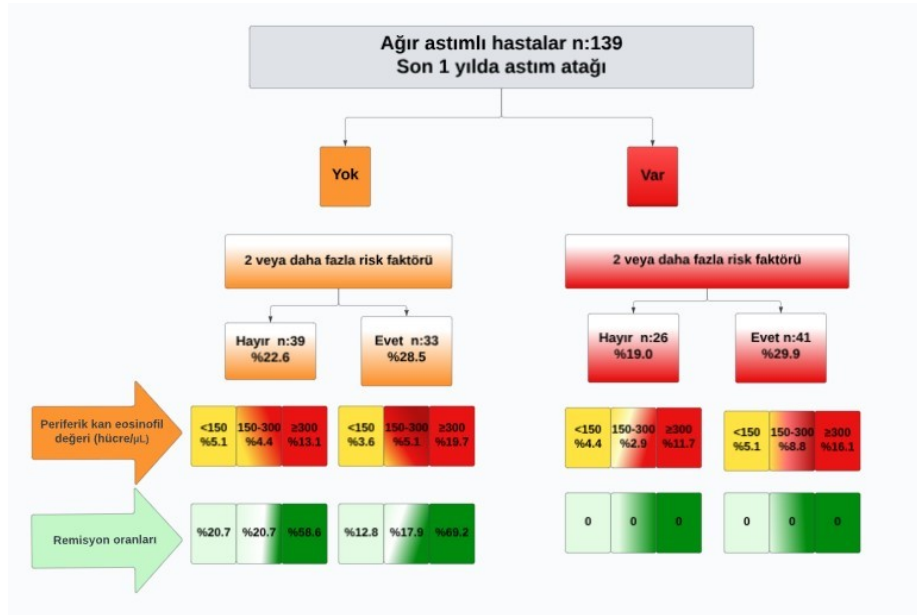 Ağır astımlı hastalar n:139
Son 1 yılda astım atağı
Yok
Var
2 veya daha fazla risk faktörü
2 veya daha fazla risk faktörü
Hayır n:39
%22.6
Evet n:33
%28.5
Hayır n:26
%19.0
Evet n:41
%29.9
Periferik kan eosinofil
değeri (hücre/µL)
<150 150-300 ≥300
%5.1 %4.4 %13.1
<150 150-300 ≥300
%3.6 %5.1 %19.7
<150 150-300 ≥300
%4.4 %2.9 %11.7
<150 150-300 ≥300
%5.1 %8.8 %16.1
Remisyon oranları
%20.7 %20.7 %58.6
%12.8 %17.9 %69.2
0 0 0
0 0 0